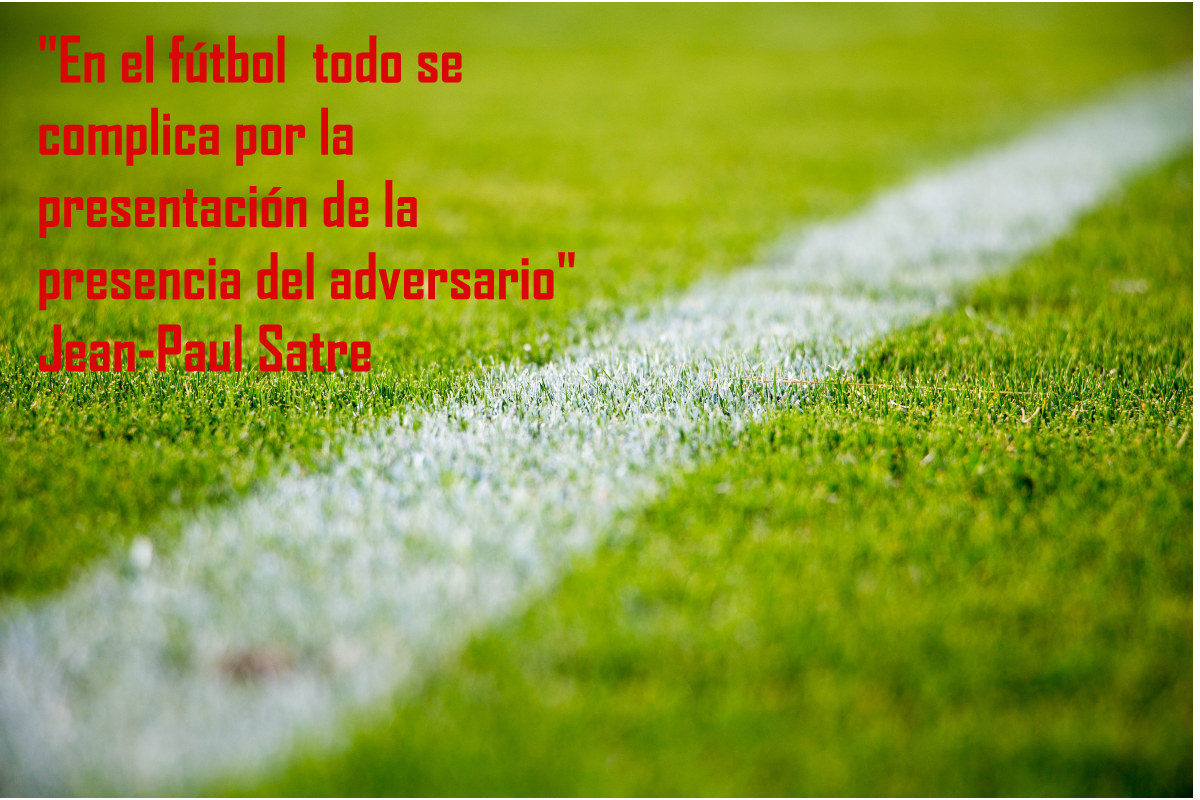 "En el fútbol  todo se
complica por la
presentación de la
presencia del adversario"
Jean-Paul Satre